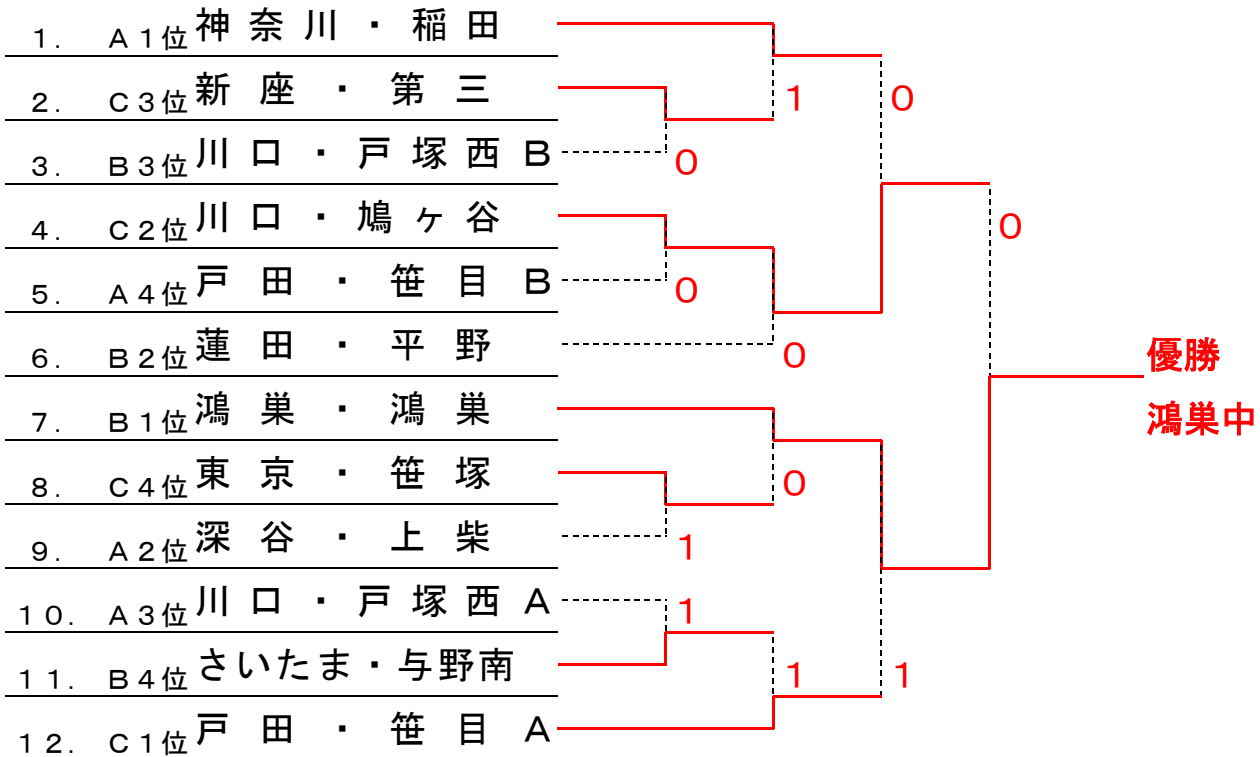 １． Ａ１位 神奈川・稲田
２． Ｃ３位 新座・第三
１ ０
３． Ｂ３位 川口・戸塚西Ｂ
０
４． Ｃ２位 川口・鳩ヶ谷
０
５． Ａ４位 戸田・笹目Ｂ
０
６． Ｂ２位 蓮田・平野
０
優勝
７． Ｂ１位 鴻巣・鴻巣
鴻巣中
８． Ｃ４位 東京・笹塚
０
９． Ａ２位 深谷・上柴
１
１０． Ａ３位 川口・戸塚西Ａ
１
１１． Ｂ４位 さいたま・与野南
１ １
１２． Ｃ１位 戸田・笹目Ａ